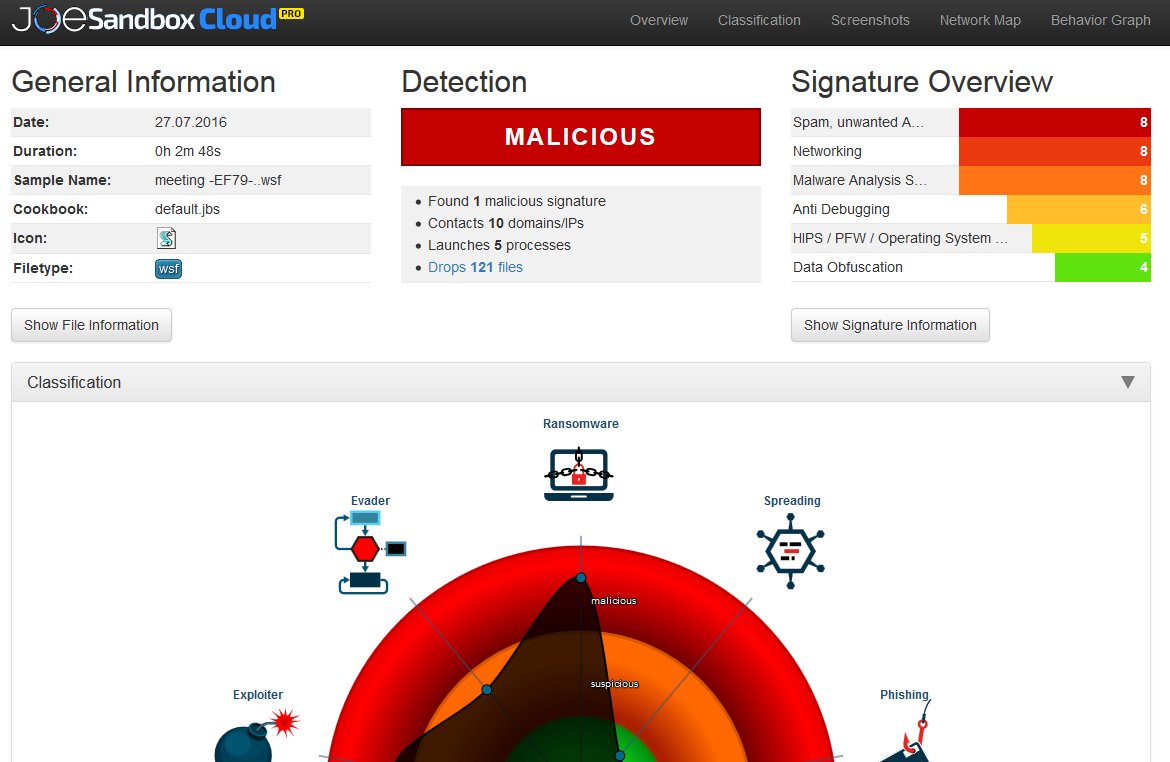 JOESandbox Cloud PRO
Overview Classification Screenshots Network Map Behavior Graph
General Information
Date: 27.07.2016
Duration: 0h 2m 48s
Sample Name: meeting -EF79-..wsf
Cookbook: default.jbs
Icon:
Filetype: wsf
Show File Information
Detection
MALICIOUS
Found 1 malicious signature
Contacts 10 domains/IPs
Launches 5 processes
Drops 121 files
Signature Overview
Spam, unwanted A... 8
Networking 8
Malware Analysis S... 8
Anti Debugging 6
HIPS / PFW / Operating System ... 5
Data Obfuscation 4
Show Signature Information
Classification
Ransomware
Evader
Spreading
malicious
suspicious
Exploiter
Phishing